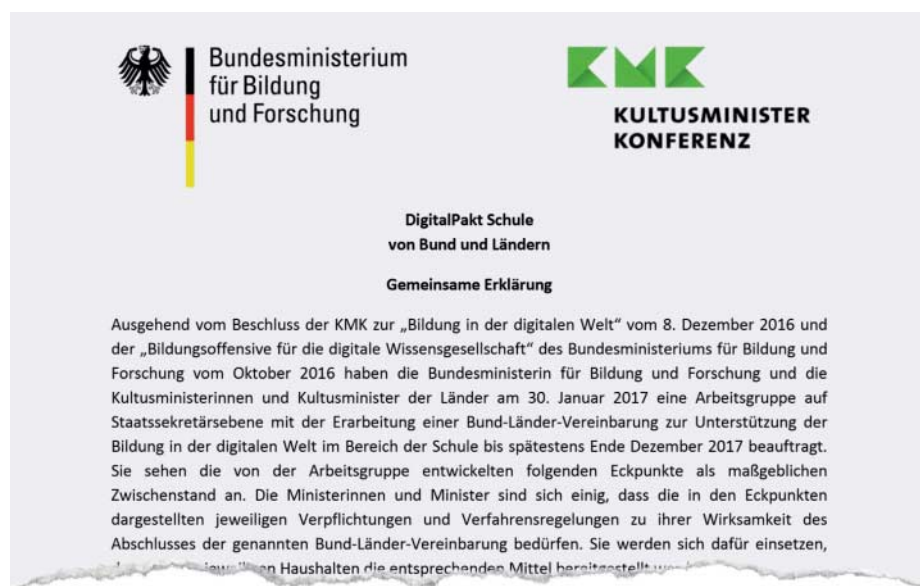 Bundesministerium
für Bildung
und Forschung
KMK
KULTUSMINISTER
KONFERENZ
DigitalPakt Schule
von Bund und Ländern
Gemeinsame Erklärung
Ausgehend vom Beschluss der KMK zur „Bildung in der digitalen Welt“ vom 8. Dezember 2016 und
der „Bildungsoffensive für die digitale Wissensgesellschaft“ des Bundesministeriums für Bildung und
Forschung vom Oktober 2016 haben die Bundesministerin für Bildung und Forschung und die
Kultusministerinnen und Kultusminister der Länder am 30. Januar 2017 eine Arbeitsgruppe auf
Staatssekretärsebene mit der Erarbeitung einer Bund-Länder-Vereinbarung zur Unterstützung der
Bildung in der digitalen Welt im Bereich der Schule bis spätestens Ende Dezember 2017 beauftragt.
Sie sehen die von der Arbeitsgruppe entwickelten folgenden Eckpunkte als maßgeblichen
Zwischenstand an. Die Ministerinnen und Minister sind sich einig, dass die in den Eckpunkten
dargestellten jeweiligen Verpflichtungen und Verfahrensregelungen zu ihrer Wirksamkeit des
Abschlusses der genannten Bund-Länder-Vereinbarung bedürfen. Sie werden sich dafür einsetzen,
Haushalten die entsprechenden Mittel bereitgestellt